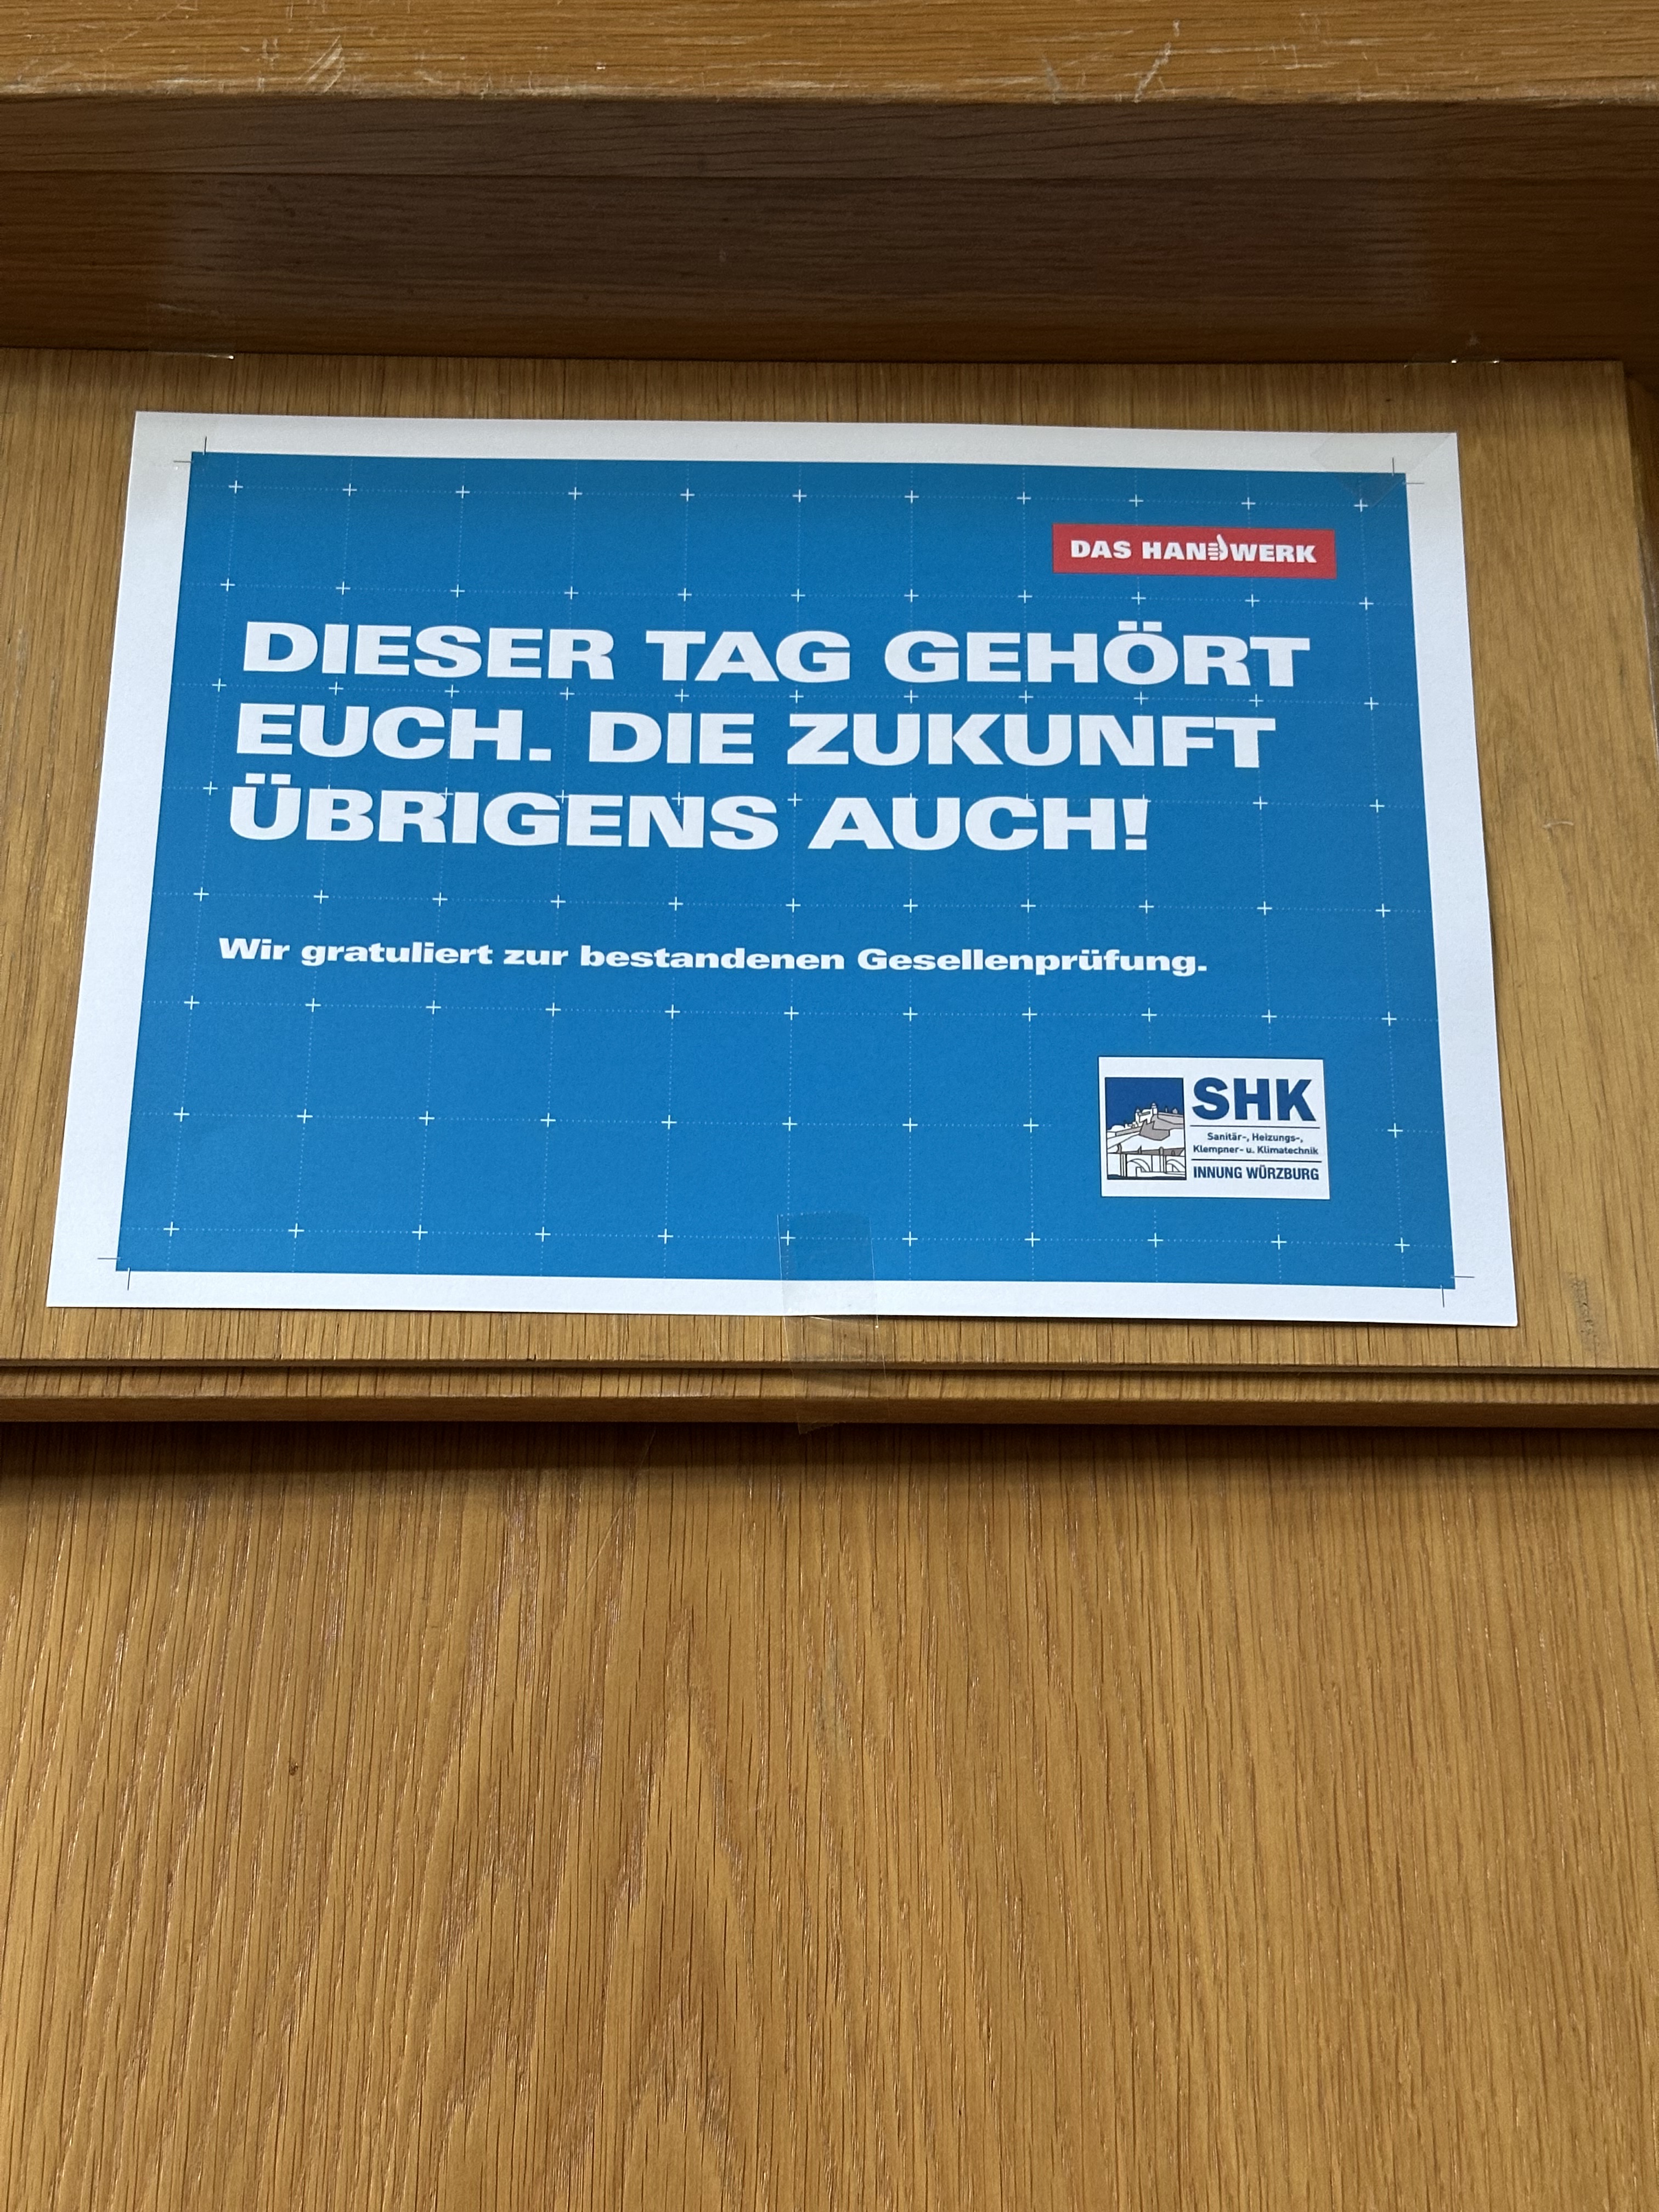 DAS HANDWERK
DIESER TAG GEHÖRT
EUCH. DIE ZUKUNFT
ÜBRIGENS AUCH!
Wir gratuliert zur bestandenen Gesellenprüfung.
SHK
Sanitär-, Heizungs-,
Klempner- u. Klimatechnik
INNUNG WÜRZBURG